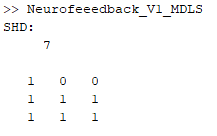 >> Neurofeeedback_V1_MDLS
SHD:
7
1 0 0
1 1 1
1 1 1